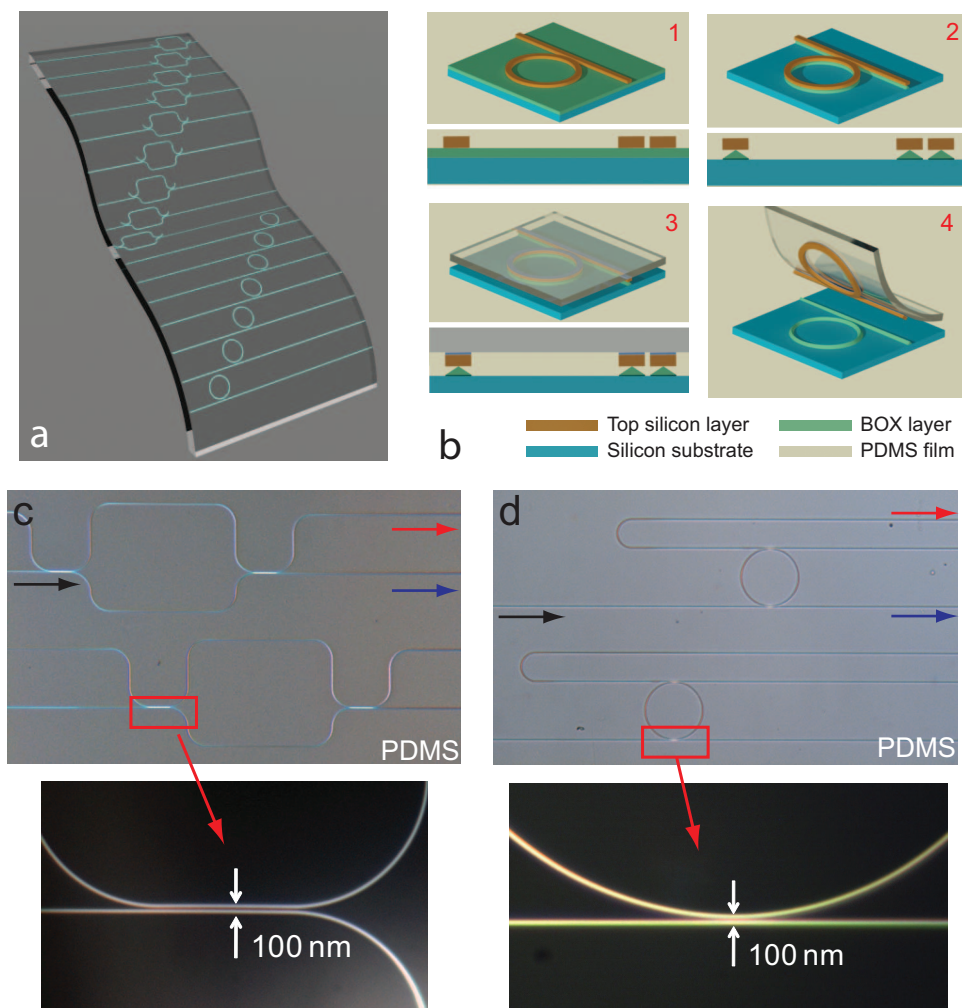 a
1
2
3
4
b
Top silicon layer
BOX layer
Silicon substrate
PDMS film
c
PDMS
d
PDMS
100 nm
100 nm